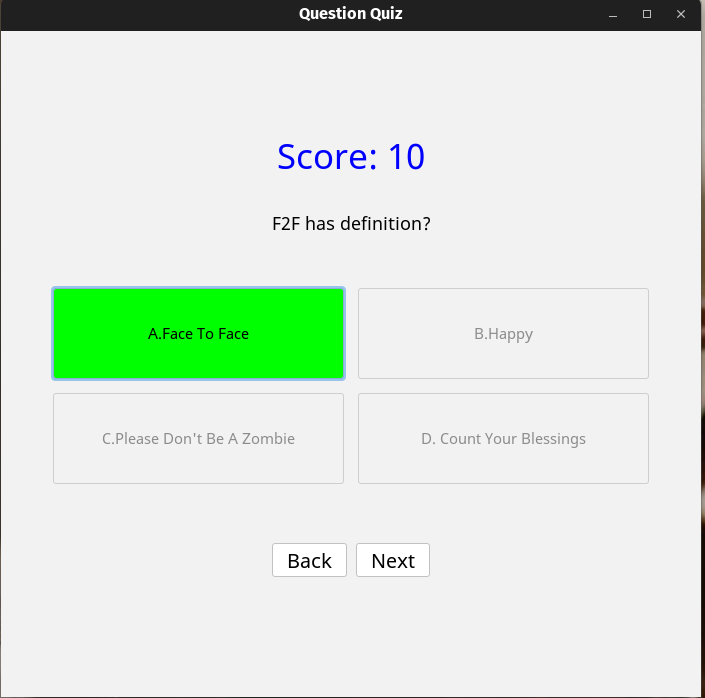 Question Quiz
Score: 10
F2F has definition?
A.Face To Face
B.Happy
C.Please Don't Be A Zombie
D. Count Your Blessings
Back
Next